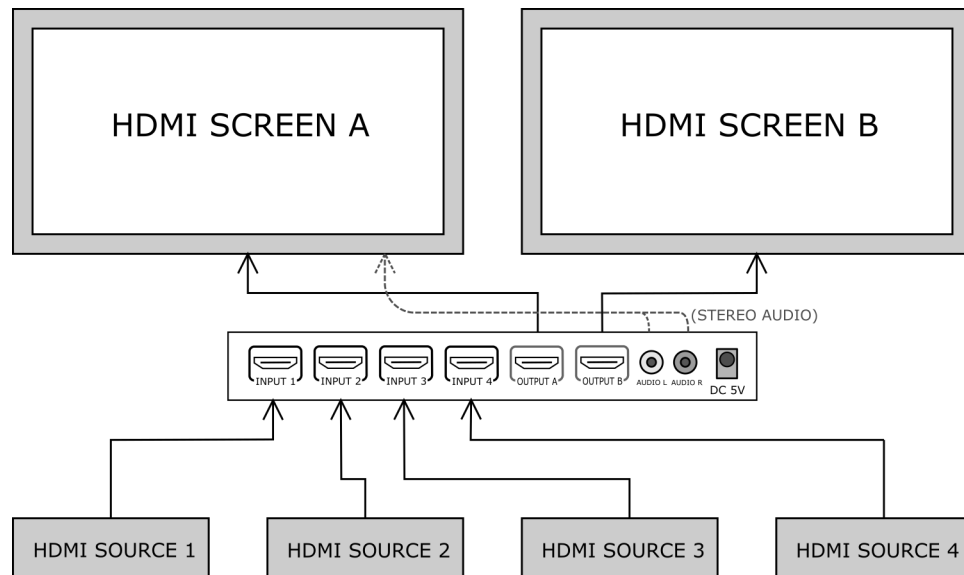 HDMI SCREEN A
HDMI SCREEN B
(STEREO AUDIO)
INPUT 1
INPUT 2
INPUT 3
INPUT 4
OUTPUT A
OUTPUT B
AUDIO L
AUDIO R
DC 5V
HDMI SOURCE 1
HDMI SOURCE 2
HDMI SOURCE 3
HDMI SOURCE 4